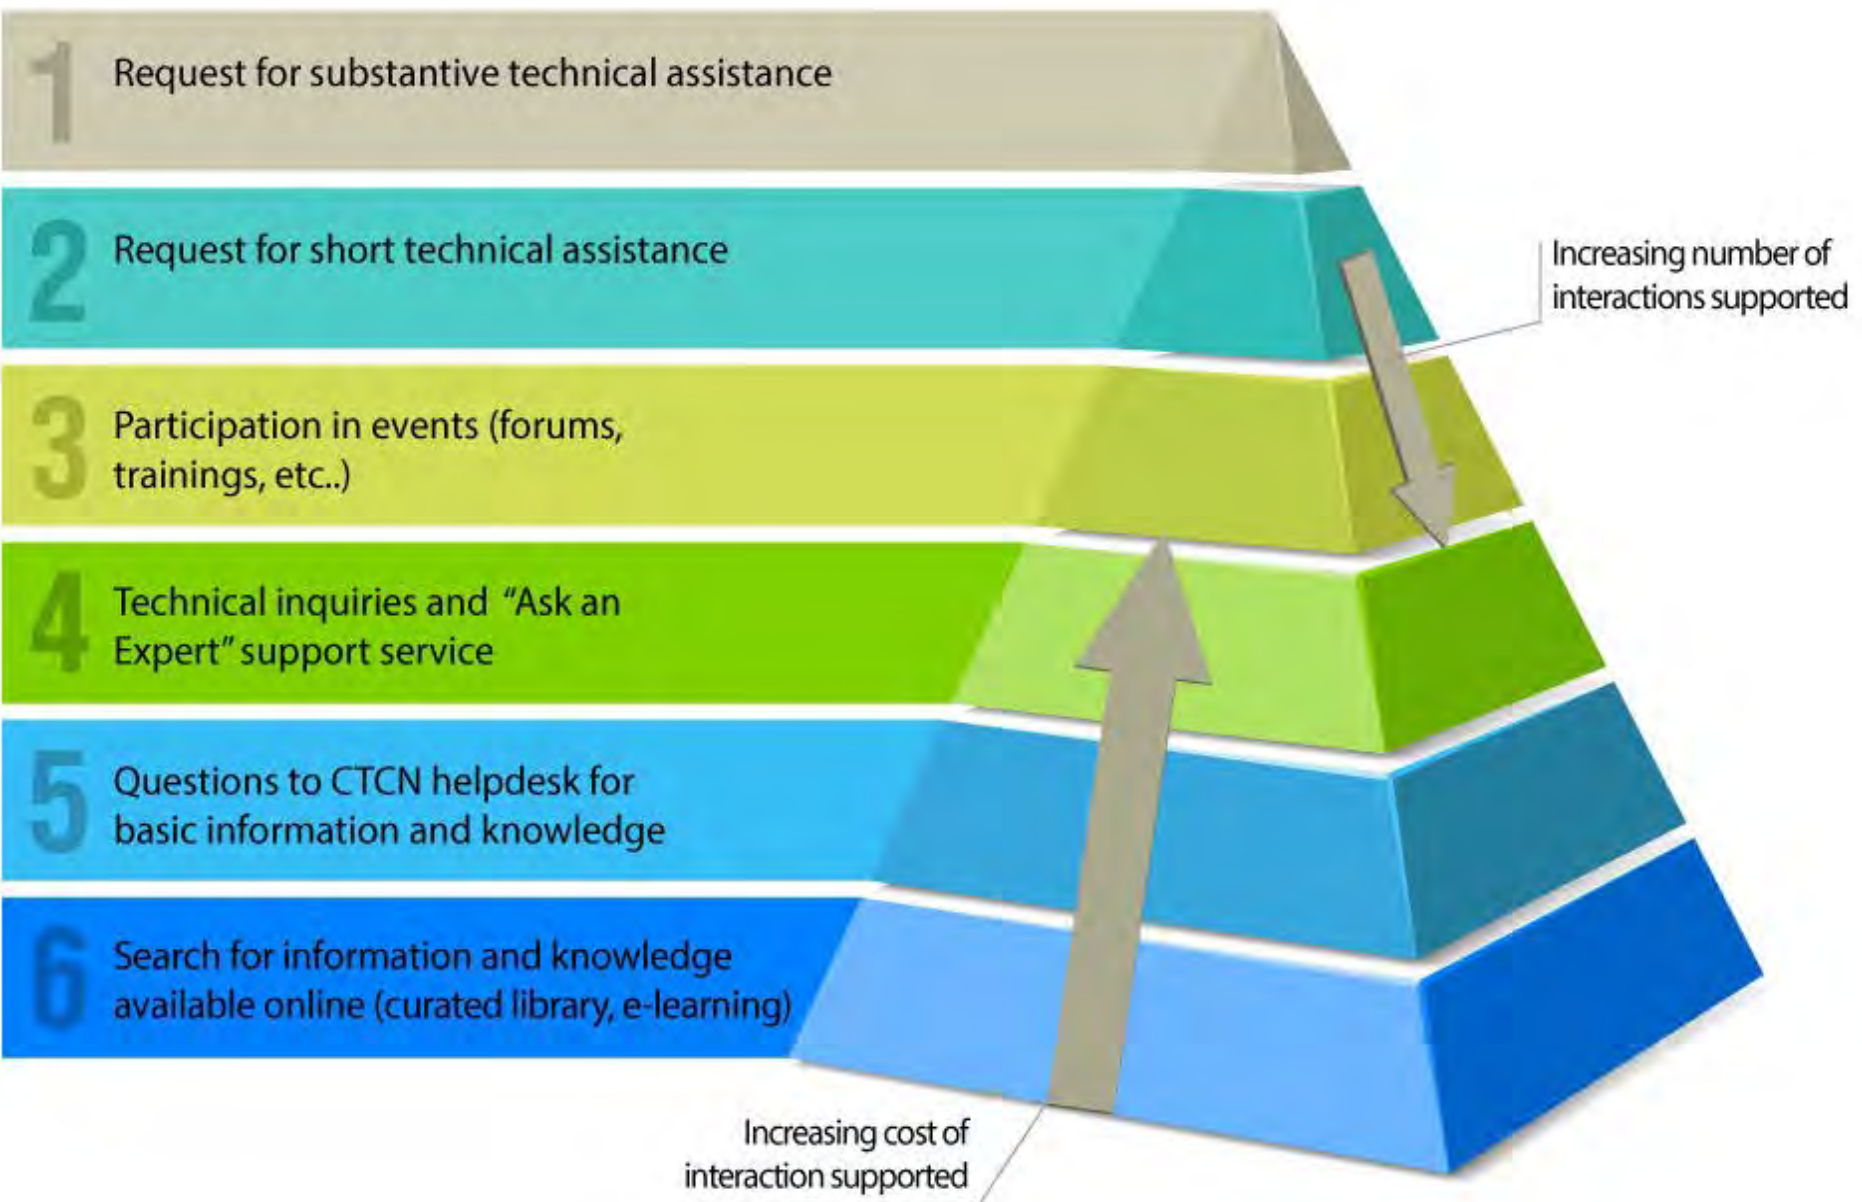 1
Request for substantive technical assistance
2
Request for short technical assistance
Increasing number of
interactions supported
3
Participation in events (forums,
trainings, etc..)
4
Technical inquiries and “Ask an
Expert” support service
5
Questions to CTCN helpdesk for
basic information and knowledge
6
Search for information and knowledge
available online (curated library, e-learning)
Increasing cost of
interaction supported